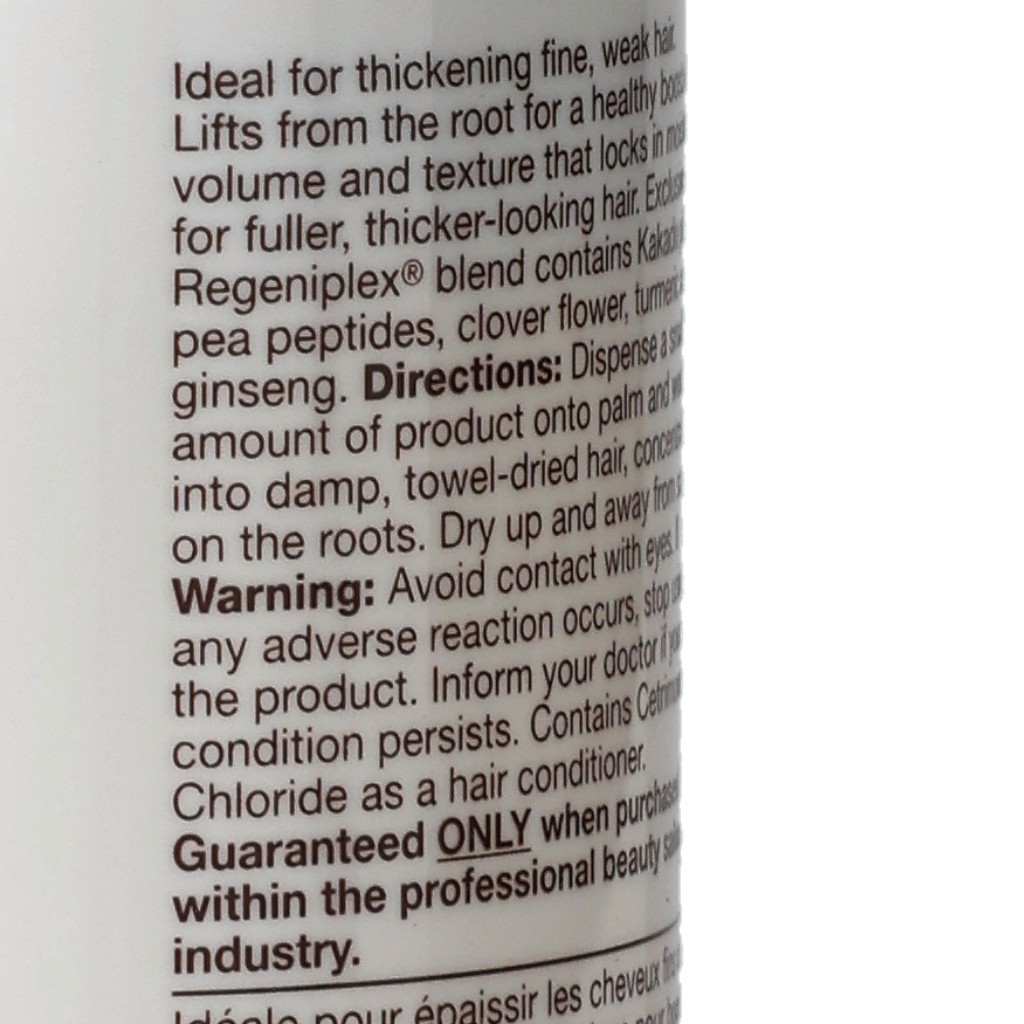 Ideal for thickening fine, weak hair.
Lifts from the root for a healthy
volume and texture that locks in
for fuller, thicker-looking hair.
Regeniplex® blend contains
pea peptides, clover flower,
ginseng. Directions: Dispense a
amount of product onto palm and
into damp, towel-dried hair,
on the roots. Dry up and away from
Warning: Avoid contact with eyes.
any adverse reaction occurs, stop
the product. Inform your doctor if
condition persists. Contains
Chloride as a hair conditioner.
Guaranteed ONLY when
within the professional beauty
industry.
Idéale pour épaissir les cheveux